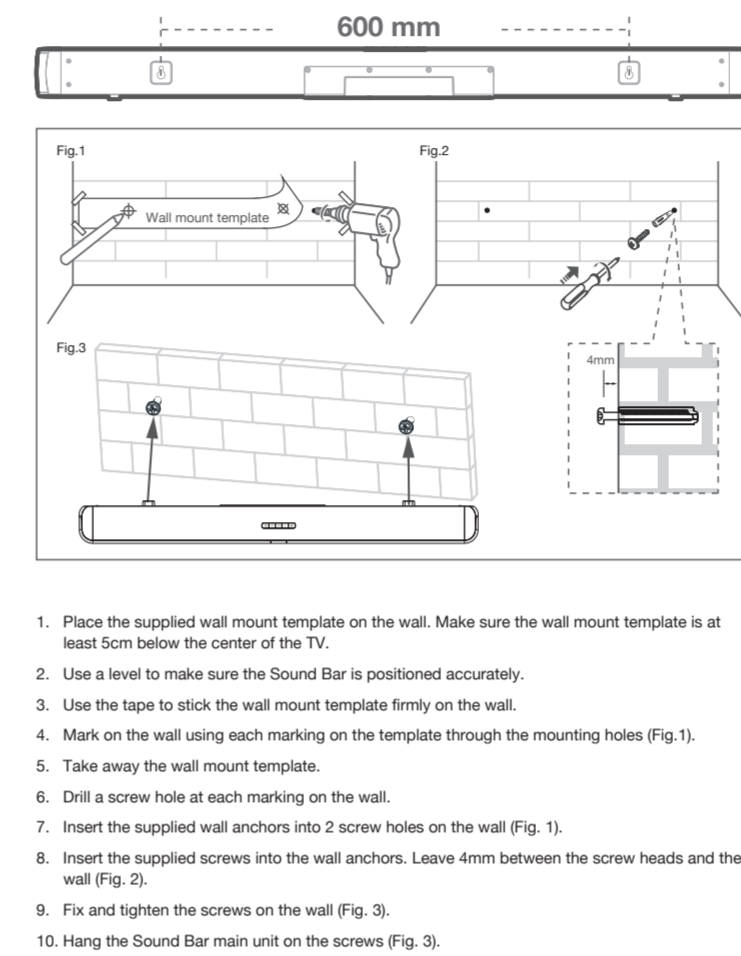 600 mm
Fig.1
Fig.2
Wall mount template
Fig.3
4mm
1. Place the supplied wall mount template on the wall. Make sure the wall mount template is at
least 5cm below the center of the TV.
2. Use a level to make sure the Sound Bar is positioned accurately.
3. Use the tape to stick the wall mount template firmly on the wall.
4. Mark on the wall using each marking on the template through the mounting holes (Fig.1).
5. Take away the wall mount template.
6. Drill a screw hole at each marking on the wall.
7. Insert the supplied wall anchors into 2 screw holes on the wall (Fig. 1).
8. Insert the supplied screws into the wall anchors. Leave 4mm between the screw heads and the
wall (Fig. 2).
9. Fix and tighten the screws on the wall (Fig. 3).
10. Hang the Sound Bar main unit on the screws (Fig. 3).